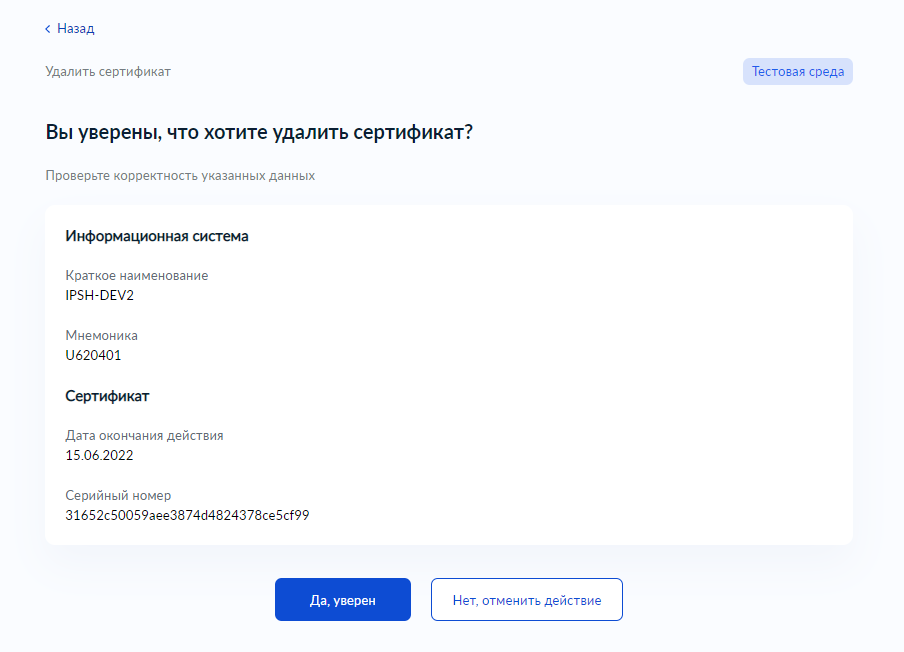 Назад
Удалить сертификат
Тестовая среда
Вы уверены, что хотите удалить сертификат?
Проверьте корректность указанных данных
Информационная система
Краткое наименование
IPSH-DEV2
Мнемоника
U620401
Сертификат
Дата окончания действия
15.06.2022
Серийный номер
31652c50059aee3874d4824378ce5cf99
Да, уверен
Нет, отменить действие